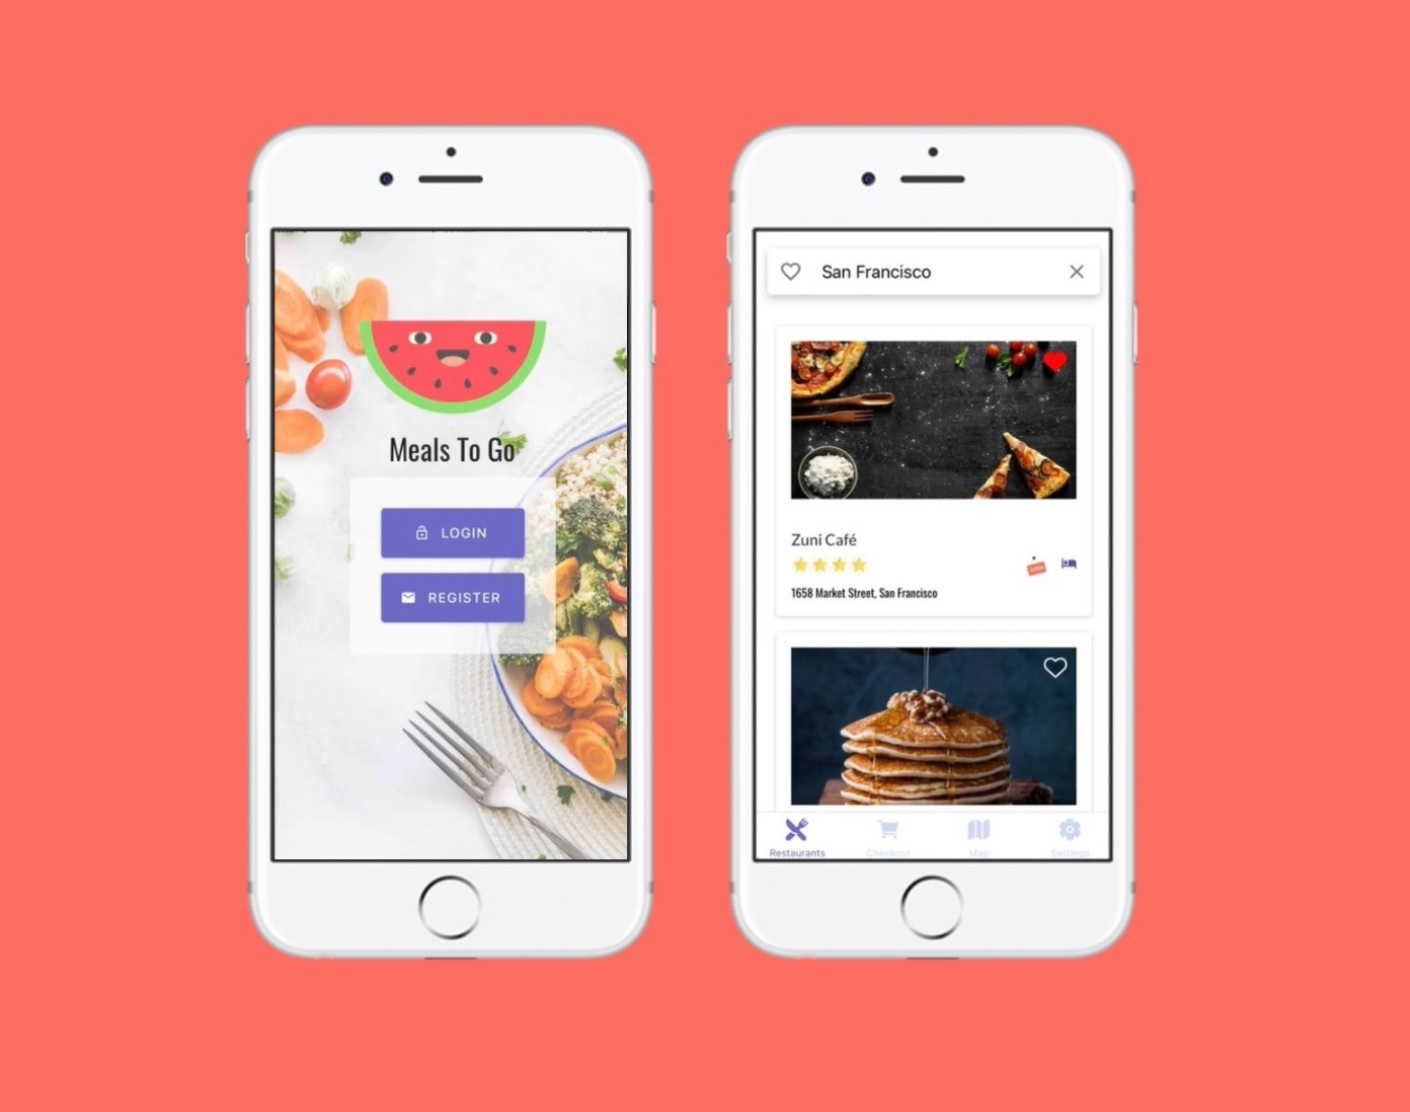 Meals To Go
LOGIN
REGISTER
San Francisco
Zuni Café
1658 Market Street, San Francisco
Restaurants
Checkout
Map
Settings